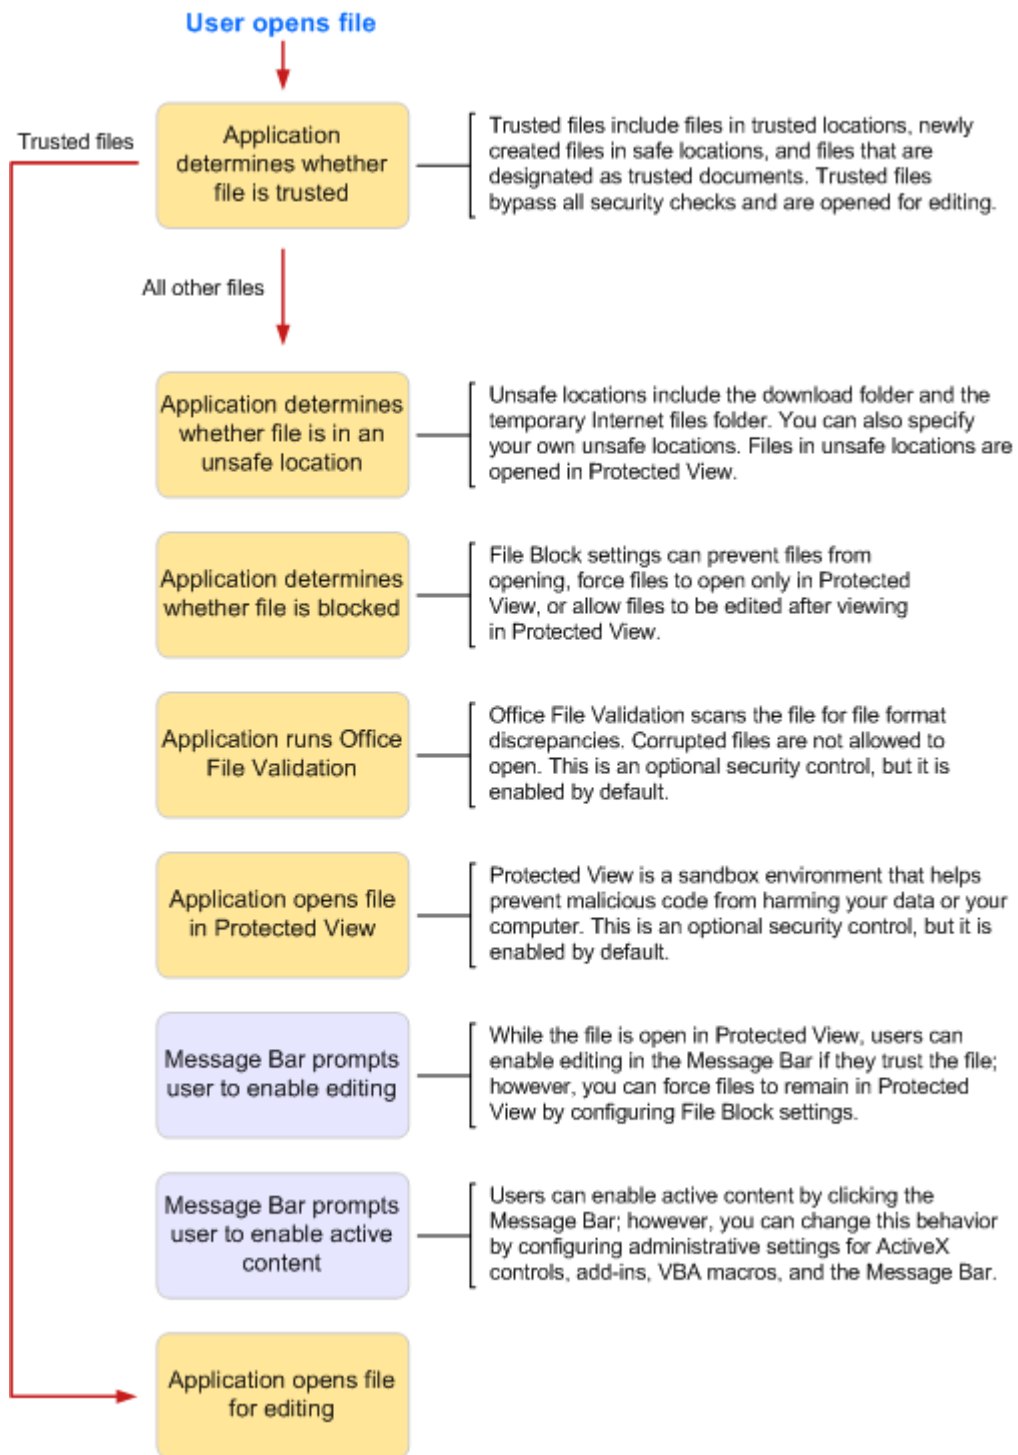 User opens file
Trusted files
Application
determines whether
file is trusted
Trusted files include files in trusted locations, newly
created files in safe locations, and files that are
designated as trusted documents. Trusted files
bypass all security checks and are opened for editing.
All other files
Application determines
whether file is in an
unsafe location
Unsafe locations include the download folder and the
temporary Internet files folder. You can also specify
your own unsafe locations. Files in unsafe locations are
opened in Protected View.
Application determines
whether file is blocked
File Block settings can prevent files from
opening, force files to open only in Protected
View, or allow files to be edited after viewing
in Protected View.
Application runs Office
File Validation
Office File Validation scans the file for file format
discrepancies. Corrupted files are not allowed to
open. This is an optional security control, but it is
enabled by default.
Application opens file
in Protected View
Protected View is a sandbox environment that helps
prevent malicious code from harming your data or your
computer. This is an optional security control, but it is
enabled by default.
Message Bar prompts
user to enable editing
While the file is open in Protected View, users can
enable editing in the Message Bar if they trust the file;
however, you can force files to remain in Protected
View by configuring File Block settings.
Message Bar prompts
user to enable active
content
Users can enable active content by clicking the
Message Bar; however, you can change this behavior
by configuring administrative settings for ActiveX
controls, add-ins, VBA macros, and the Message Bar.
Application opens file
for editing